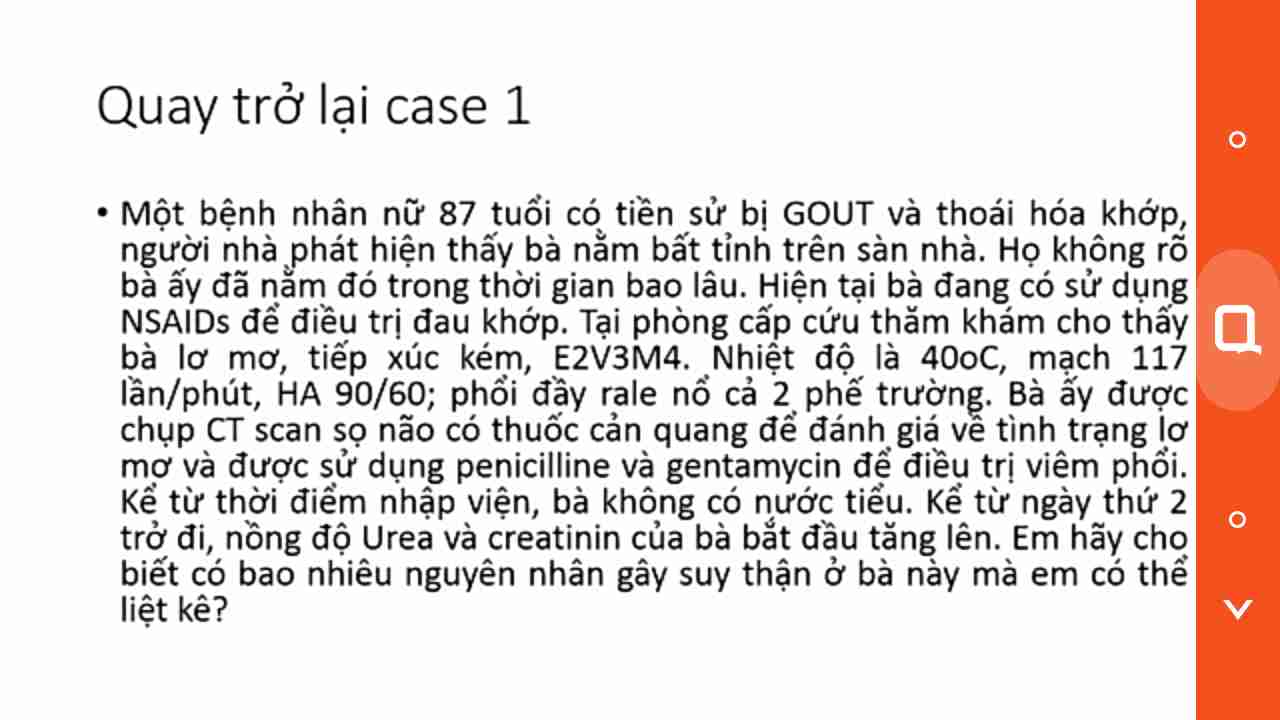 Quay trở lại case 1
• Một bệnh nhân nữ 87 tuổi có tiền sử bị GOUT và thoái hóa khớp,
người nhà phát hiện thấy bà nằm bất tỉnh trên sàn nhà. Họ không rõ
bà ấy đã nằm đó trong thời gian bao lâu. Hiện tại bà đang có sử dụng
NSAIDs để điều trị đau khớp. Tại phòng cấp cứu thăm khám cho thấy
bà lơ mơ, tiếp xúc kém, E2V3M4. Nhiệt độ là 40oC, mạch 117
lần/phút, HA 90/60; phổi đầy rale nổ cả 2 phế trường. Bà ấy được
chụp CT scan sọ não có thuốc cản quang để đánh giá về tình trạng lơ
mơ và được sử dụng penicilline và gentamycin để điều trị viêm phổi.
Kể từ thời điểm nhập viện, bà không có nước tiểu. Kể từ ngày thứ 2
trở đi, nồng độ Urea và creatinin của bà bắt đầu tăng lên. Em hãy cho
biết có bao nhiêu nguyên nhân gây suy thận ở bà này mà em có thể
liệt kê?